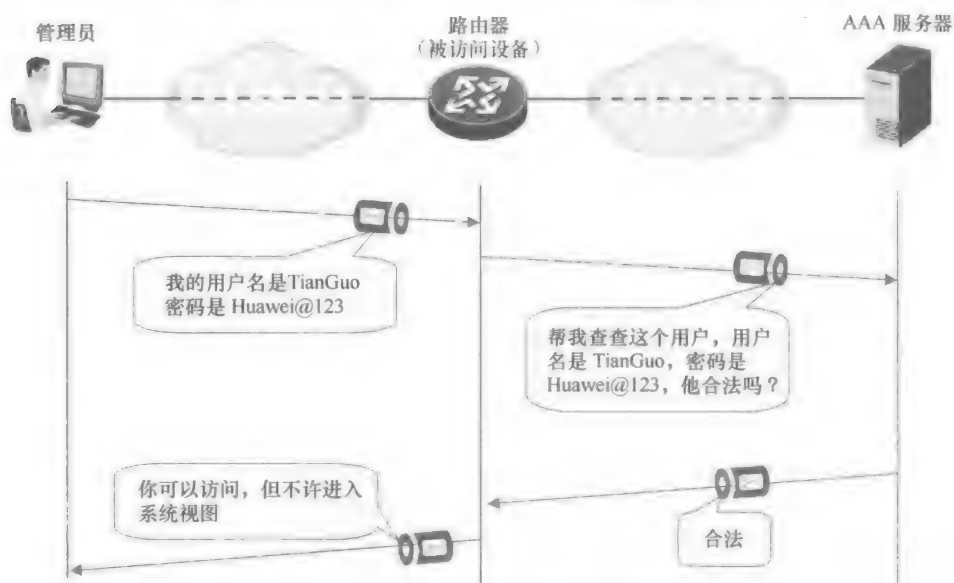 管理员
路由器
（被访问设备）
AAA 服务器
我的用户名是TianGuo
密码是 Huawei@123
帮我查查这个用户，用户
名是 TianGuo，密码是
Huawei@123，他合法吗？
你可以访问，但不许进入
系统视图
合法